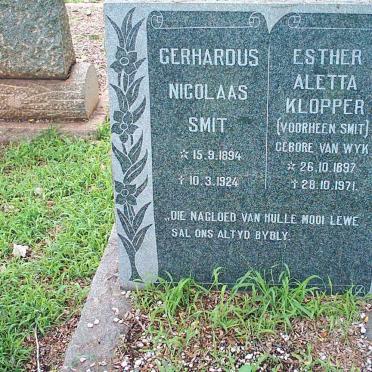 GERHARDUS
NICOLAAS
SMIT
* 15.9.1894
† 10.3.1924
ESTHER
ALETTA
KLOPPER
(VOORHEEN SMIT)
GEBORE VAN WYK
* 26.10.1897
† 28.10.1971.
„DIE NAGLOED VAN HULLE MOOI LEWE
SAL ONS ALTYD BYBLY.